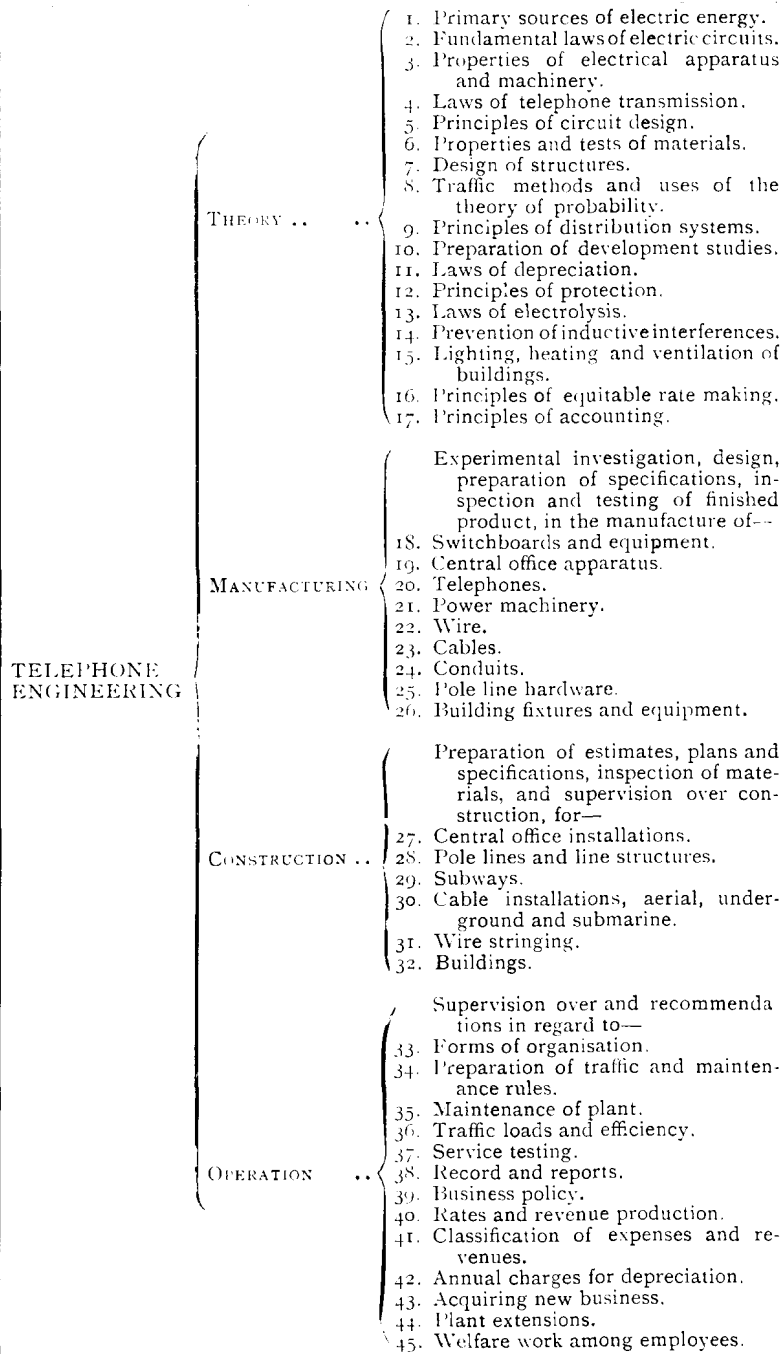 TELEPHONE
ENGINEERING
THEORY .. ..
1. Primary sources of electric energy.
2. Fundamental laws of electric circuits.
3. Properties of electrical apparatus
and machinery.
4. Laws of telephone transmission.
5. Principles of circuit design.
6. Properties and tests of materials.
7. Design of structures.
8. Traffic methods and uses of the
theory of probability.
9. Principles of distribution systems.
10. Preparation of development studies.
11. Laws of depreciation.
12. Principles of protection.
13. Laws of electrolysis.
14. Prevention of inductive interferences.
15. Lighting, heating and ventilation of
buildings.
16. Principles of equitable rate making.
17. Principles of accounting.
MANUFACTURING
Experimental investigation, design,
preparation of specifications, in-
spection and testing of finished
product, in the manufacture of--
18. Switchboards and equipment.
19. Central office apparatus.
20. Telephones.
21. Power machinery.
22. Wire.
23. Cables.
24. Conduits.
25. Pole line hardware.
26. Building fixtures and equipment.
CONSTRUCTION ..
Preparation of estimates, plans and
specifications, inspection of mate-
rials, and supervision over con-
struction, for—
27. Central office installations.
28. Pole lines and line structures.
29. Subways.
30. Cable installations, aerial, under-
ground and submarine.
31. Wire stringing.
32. Buildings.
OPERATION ..
Supervision over and recommenda
tions in regard to—
33. Forms of organisation.
34. Preparation of traffic and mainten-
ance rules.
35. Maintenance of plant.
36. Traffic loads and efficiency.
37. Service testing.
38. Record and reports.
39. Business policy.
40. Rates and revenue production.
41. Classification of expenses and re-
venues.
42. Annual charges for depreciation.
43. Acquiring new business.
44. Plant extensions.
45. Welfare work among employees.